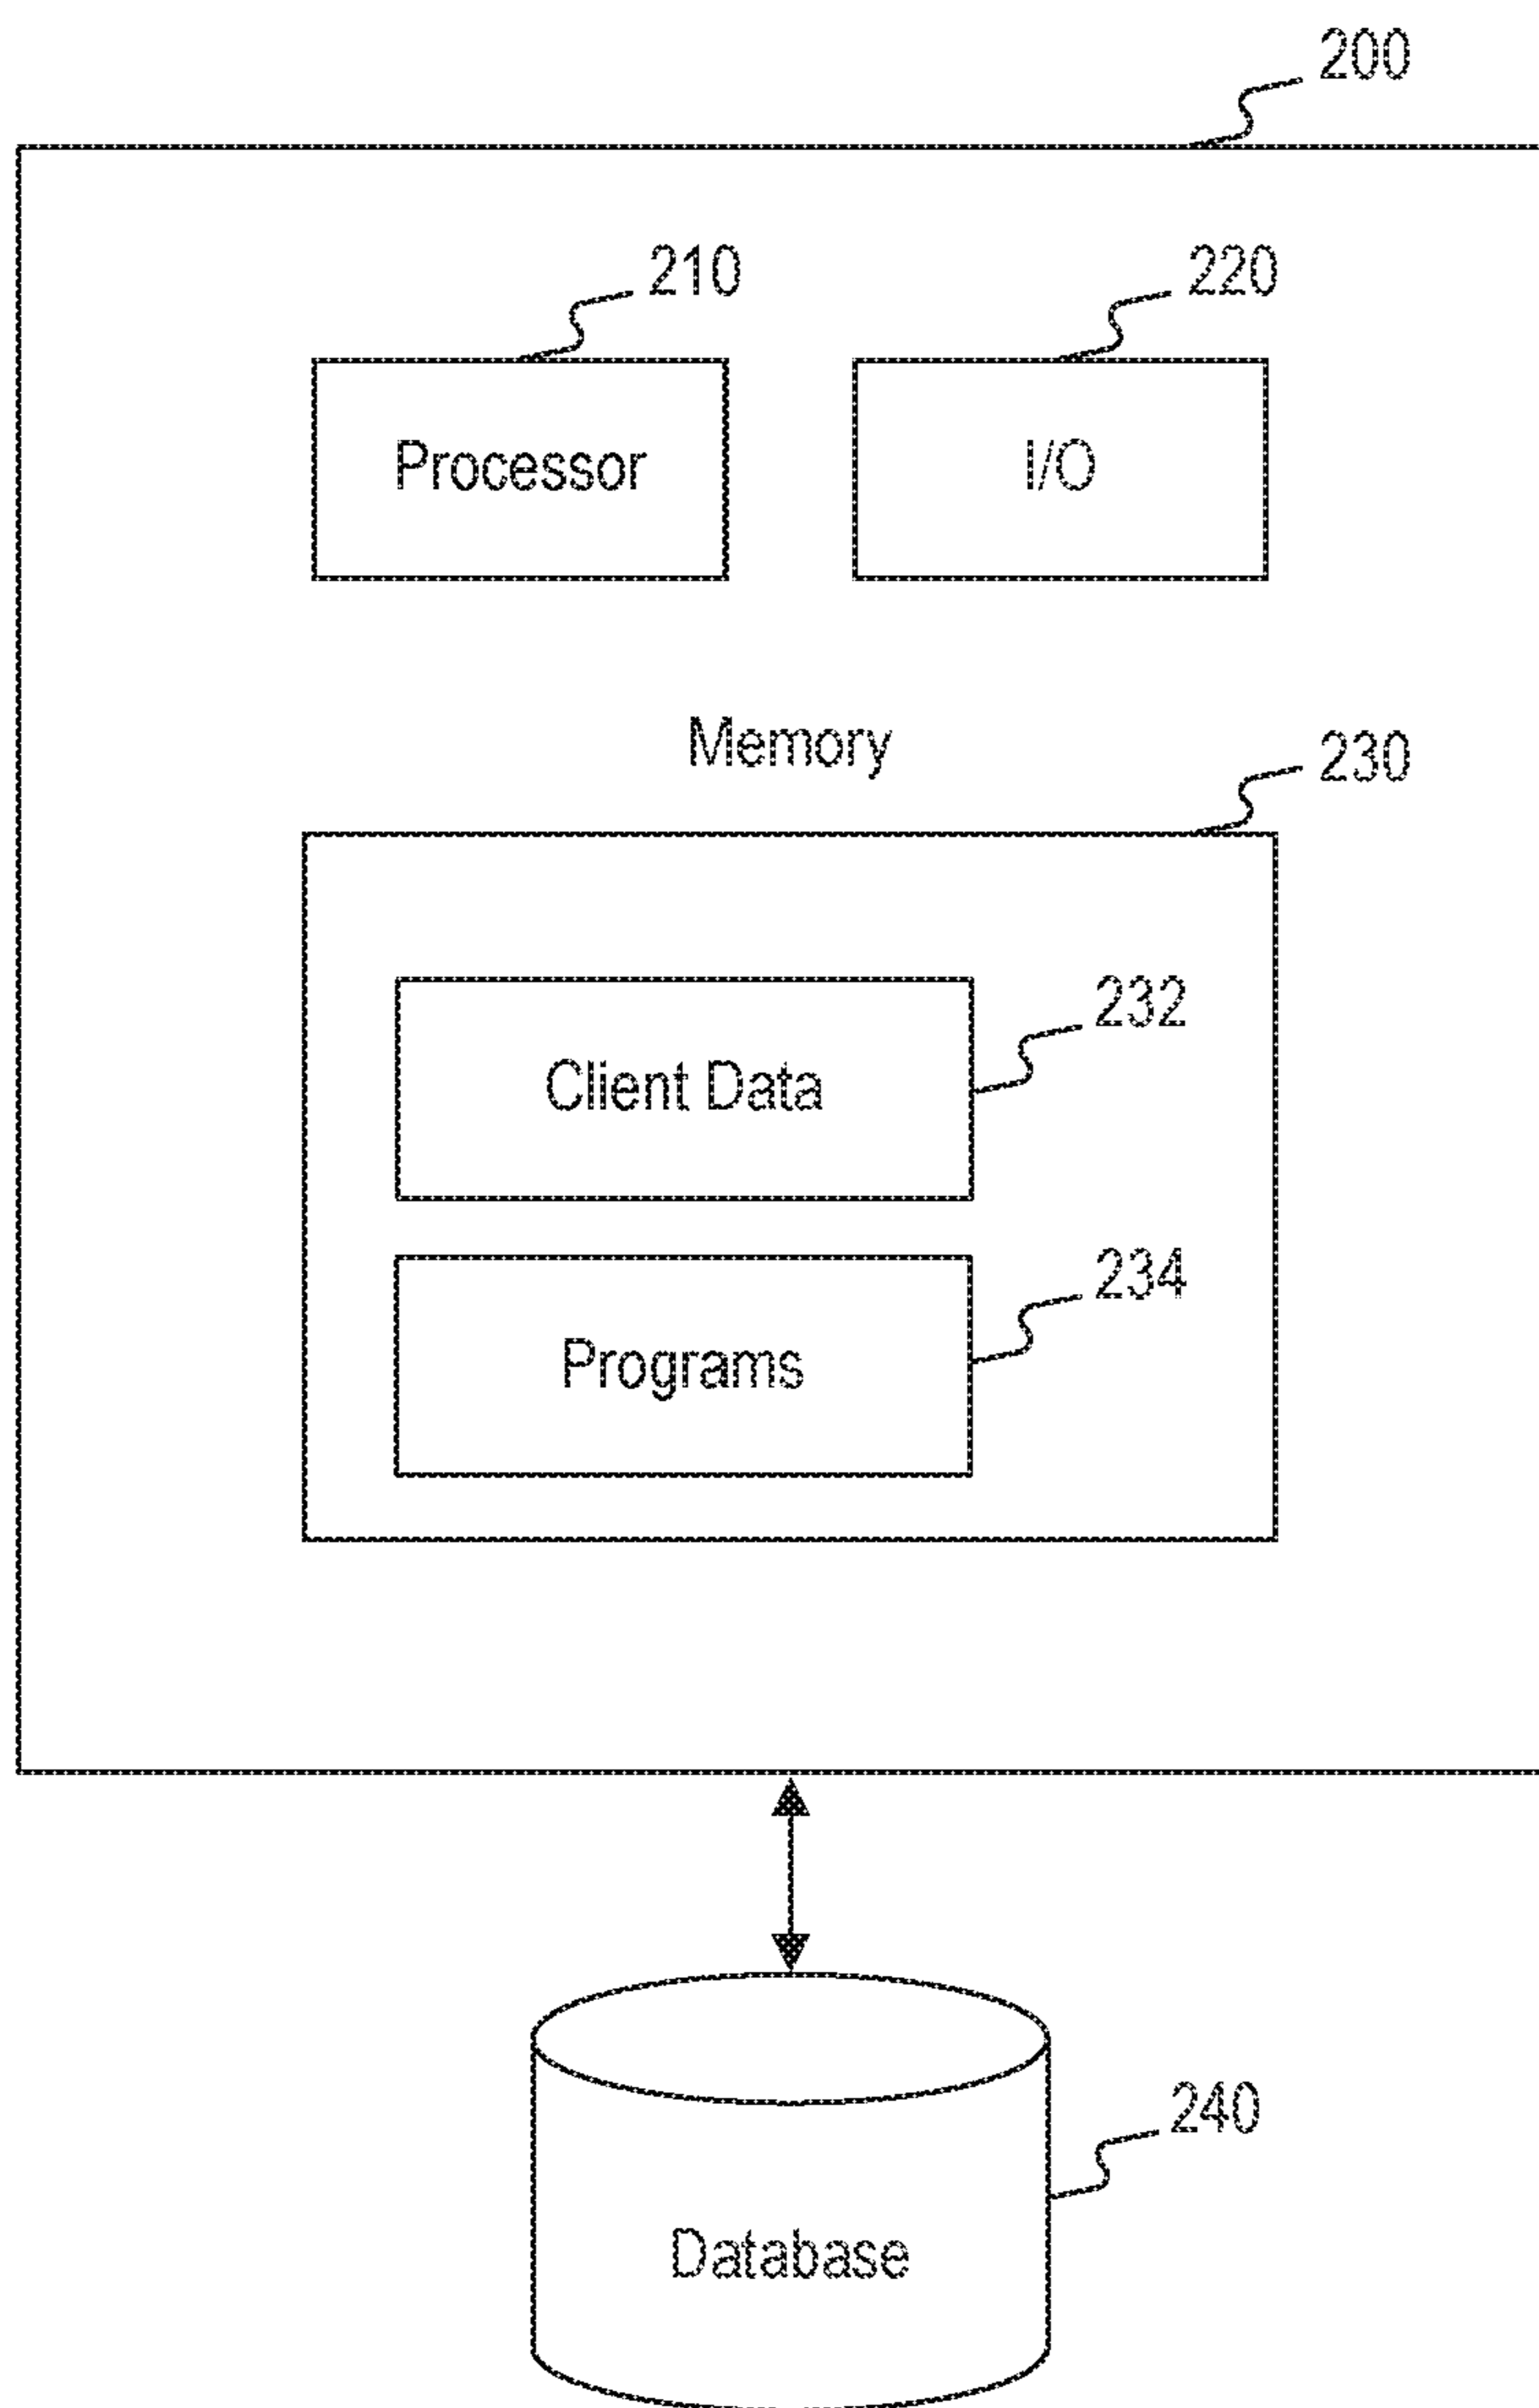 200
210
220
Processor
I/O
Memory
230
232
Client Data
234
Programs
240
Database